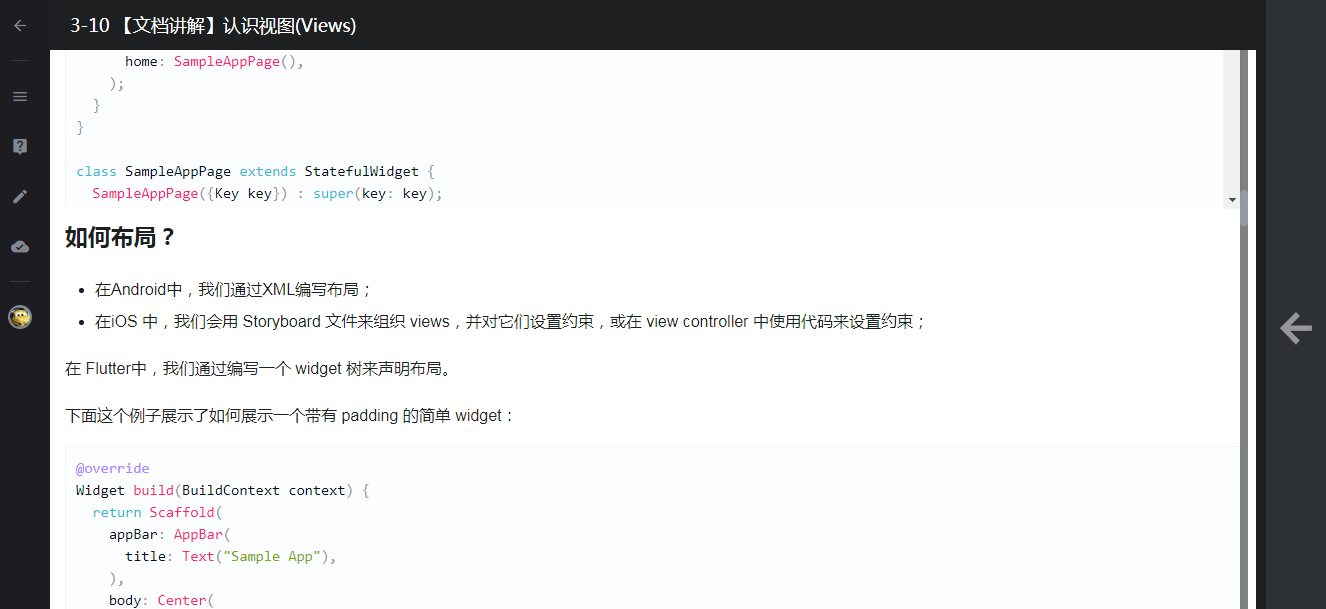 3-10 【文档讲解】认识视图(Views)
home: SampleAppPage(),
);
}
}
class SampleAppPage extends StatefulWidget {
SampleAppPage({Key key}) : super(key: key);
如何布局？
在Android中，我们通过XML编写布局；
在iOS 中，我们会用 Storyboard 文件来组织 views，并对它们设置约束，或在 view controller 中使用代码来设置约束；
在 Flutter中，我们通过编写一个 widget 树来声明布局。
下面这个例子展示了如何展示一个带有 padding 的简单 widget：
@override
Widget build(BuildContext context) {
return Scaffold(
appBar: AppBar(
title: Text("Sample App"),
),
body: Center(